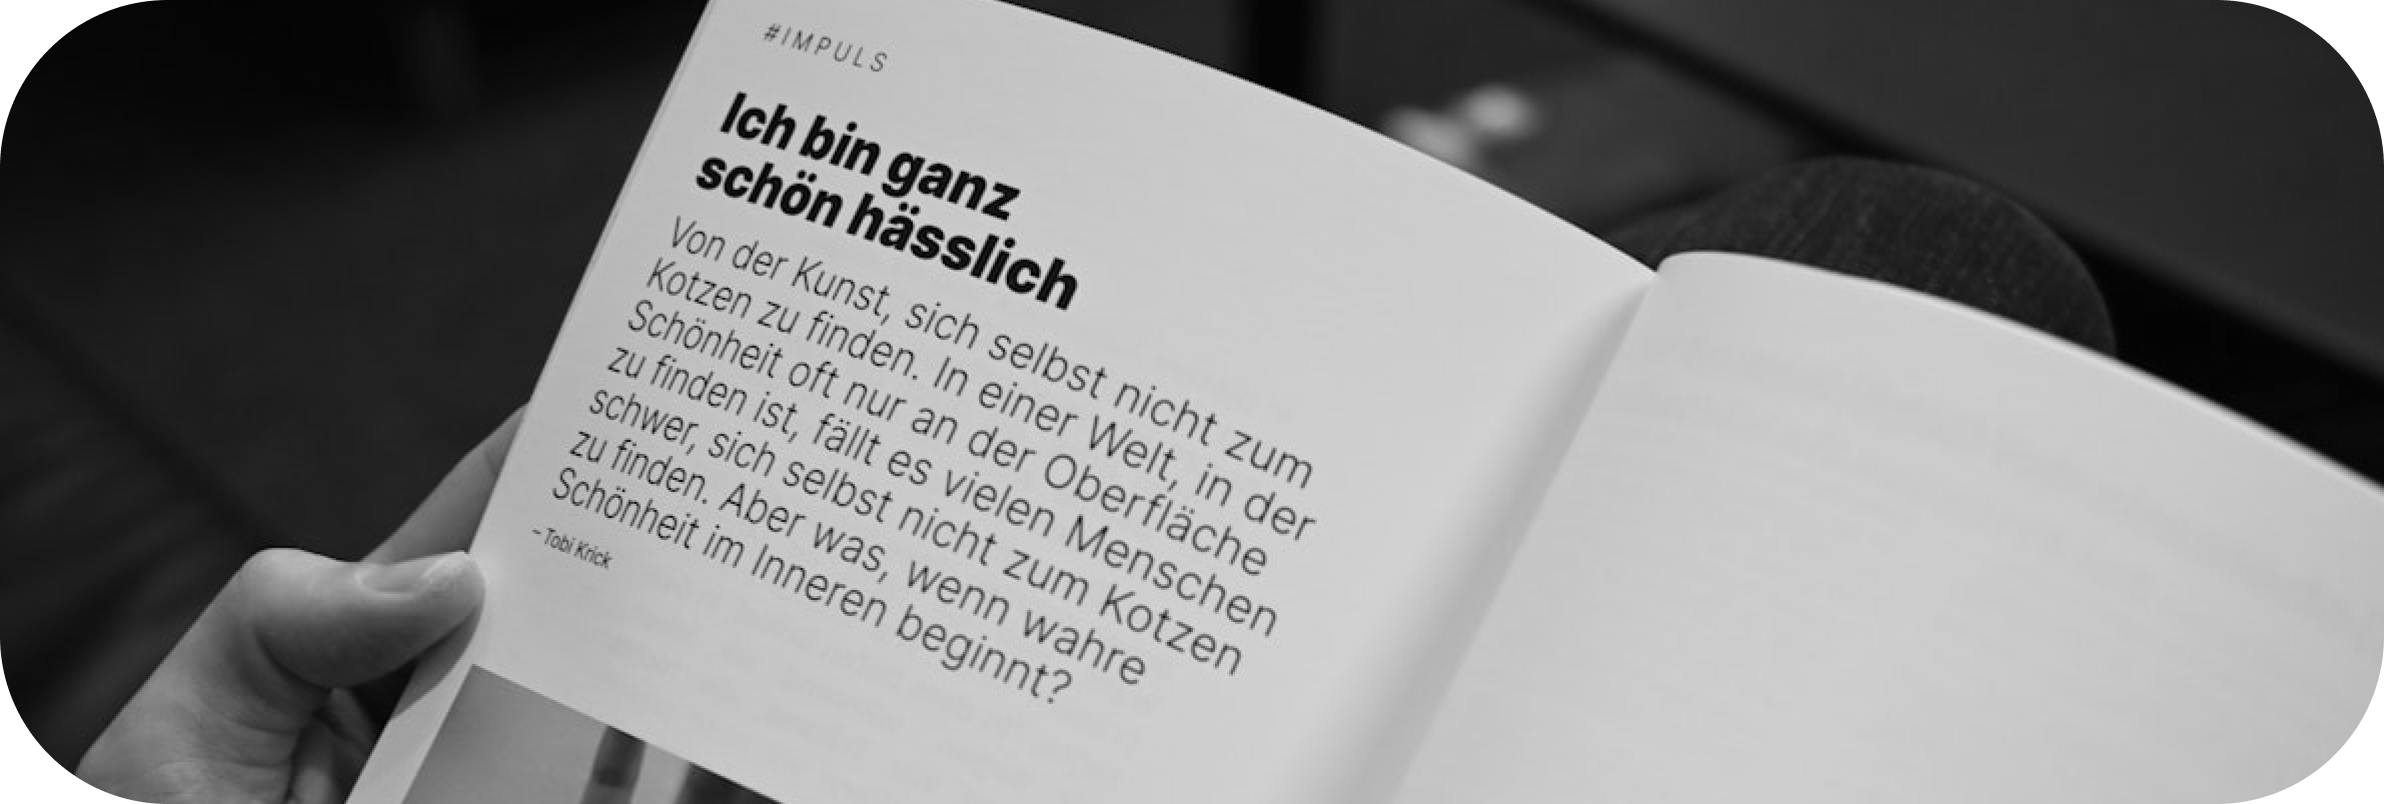 #IMPULS
Ich bin ganz
schön hässlich
Von der Kunst, sich selbst nicht zum
Kotzen zu finden. In einer Welt, in der
Schönheit oft nur an der Oberfläche
zu finden ist, fällt es vielen Menschen
schwer, sich selbst nicht zum Kotzen
zu finden. Aber was, wenn wahre
Schönheit im Inneren beginnt?
– Tobi Krick